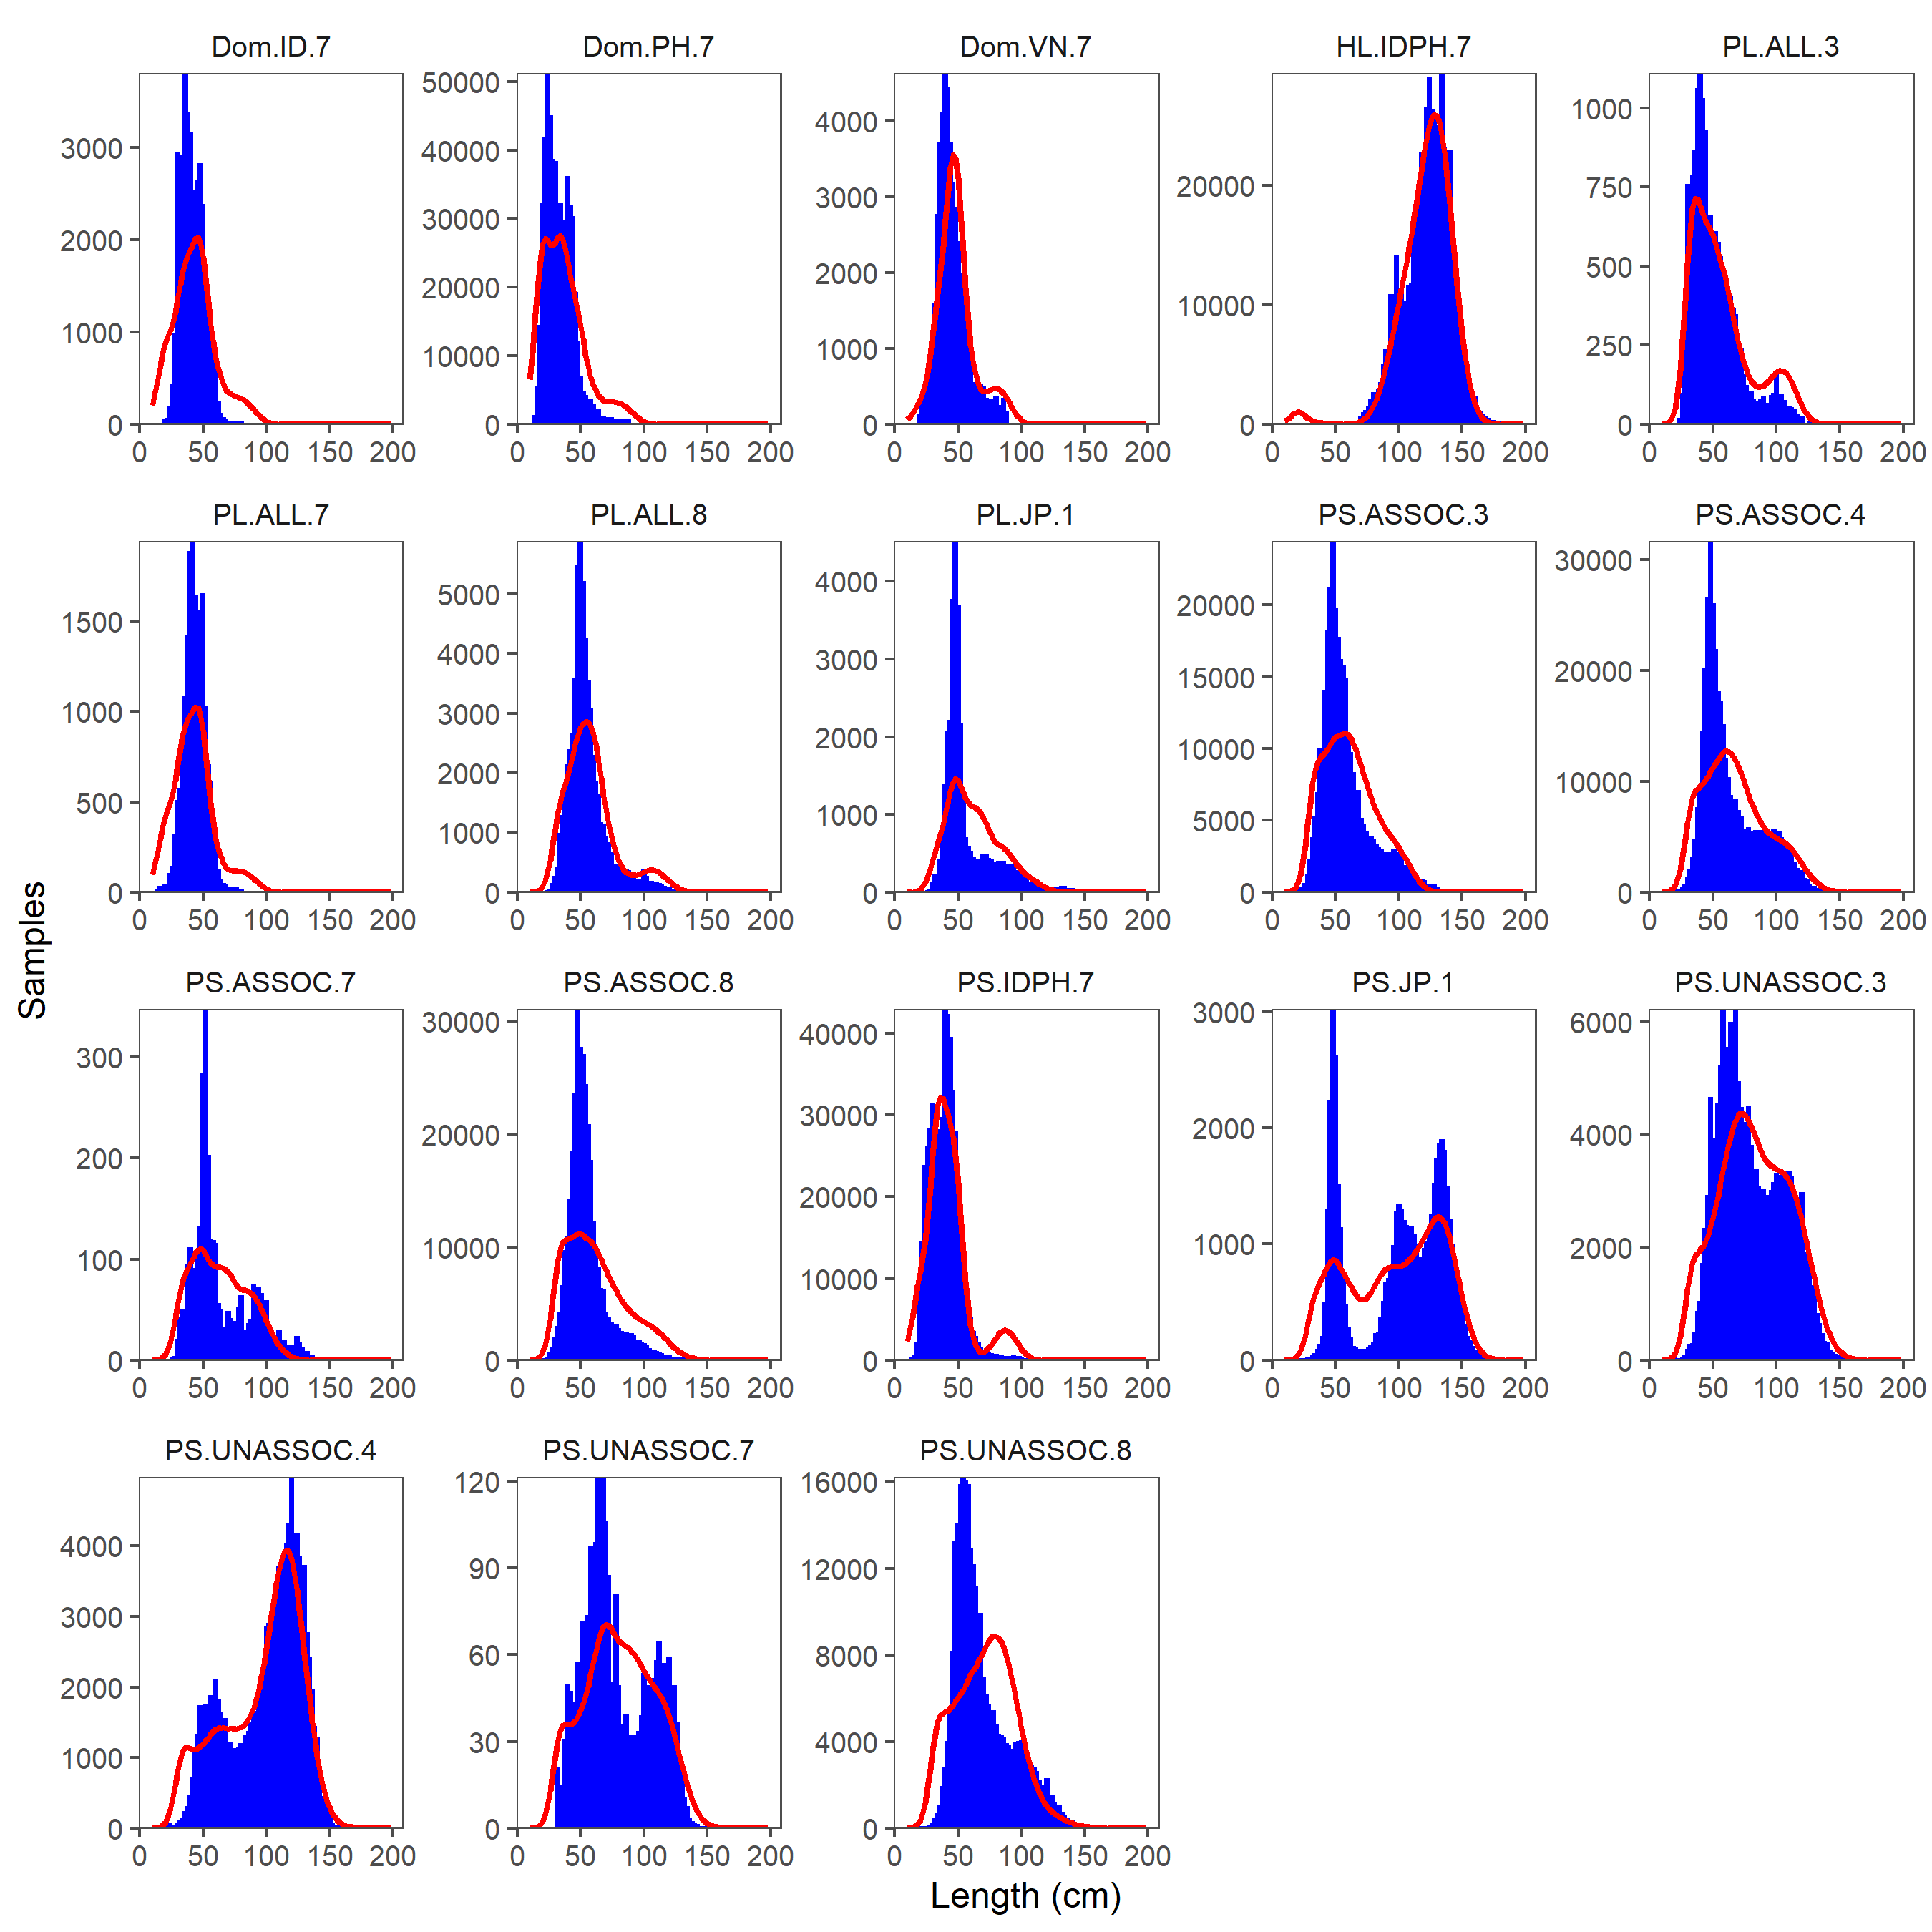 Dom.ID.7 Dom.PH.7 Dom.VN.7 HL.IDPH.7 PL.ALL.3
3000 2000 1000 0
50000 40000 30000 20000 10000 0
4000 3000 2000 1000 0
20000 10000 0
1000 750 500 250 0
0 50 100 150 200 0 50 100 150 200 0 50 100 150 200 0 50 100 150 200 0 50 100 150 200
PL.ALL.7 PL.ALL.8 PL.JP.1 PS.ASSOC.3 PS.ASSOC.4
1500 1000 500 0
5000 4000 3000 2000 1000 0
4000 3000 2000 1000 0
20000 15000 10000 5000 0
30000 20000 10000 0
0 50 100 150 200 0 50 100 150 200 0 50 100 150 200 0 50 100 150 200 0 50 100 150 200
Samples
PS.ASSOC.7 PS.ASSOC.8 PS.IDPH.7 PS.JP.1 PS.UNASSOC.3
300 200 100 0
30000 20000 10000 0
40000 30000 20000 10000 0
3000 2000 1000 0
6000 4000 2000 0
0 50 100 150 200 0 50 100 150 200 0 50 100 150 200 0 50 100 150 200 0 50 100 150 200
PS.UNASSOC.4 PS.UNASSOC.7 PS.UNASSOC.8
4000 3000 2000 1000 0
120 90 60 30 0
16000 12000 8000 4000 0
0 50 100 150 200 0 50 100 150 200 0 50 100 150 200
Length (cm)